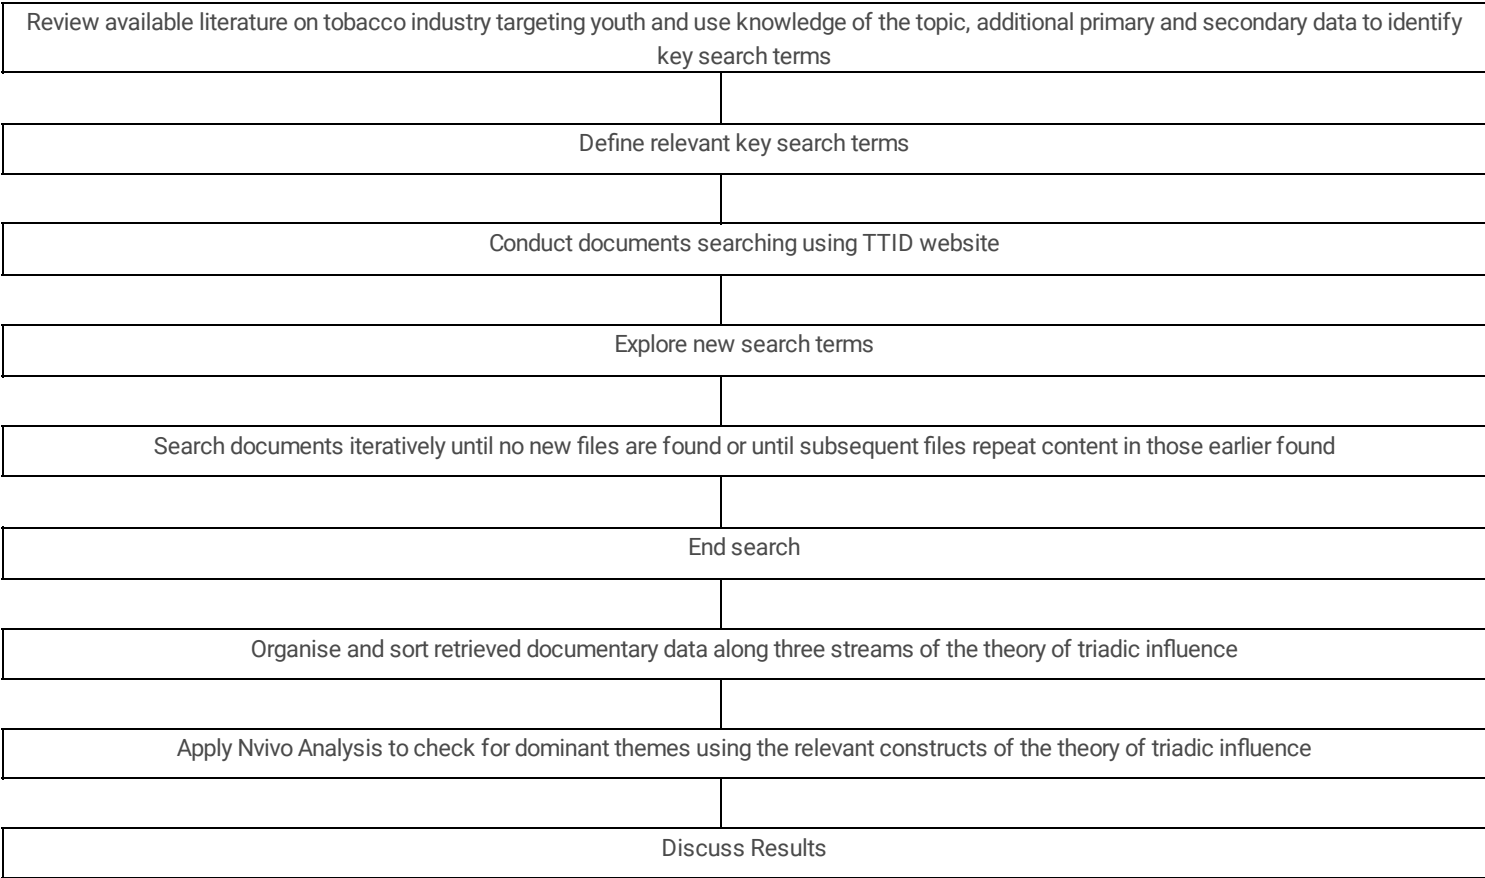 Review available literature on tobacco industry targeting youth and use knowledge of the topic, additional primary and secondary data to identify
key search terms
Define relevant key search terms
Conduct documents searching using TTID website
Explore new search terms
Search documents iteratively until no new files are found or until subsequent files repeat content in those earlier found
End search
Organise and sort retrieved documentary data along three streams of the theory of triadic influence
Apply Nvivo Analysis to check for dominant themes using the relevant constructs of the theory of triadic influence
Discuss Results